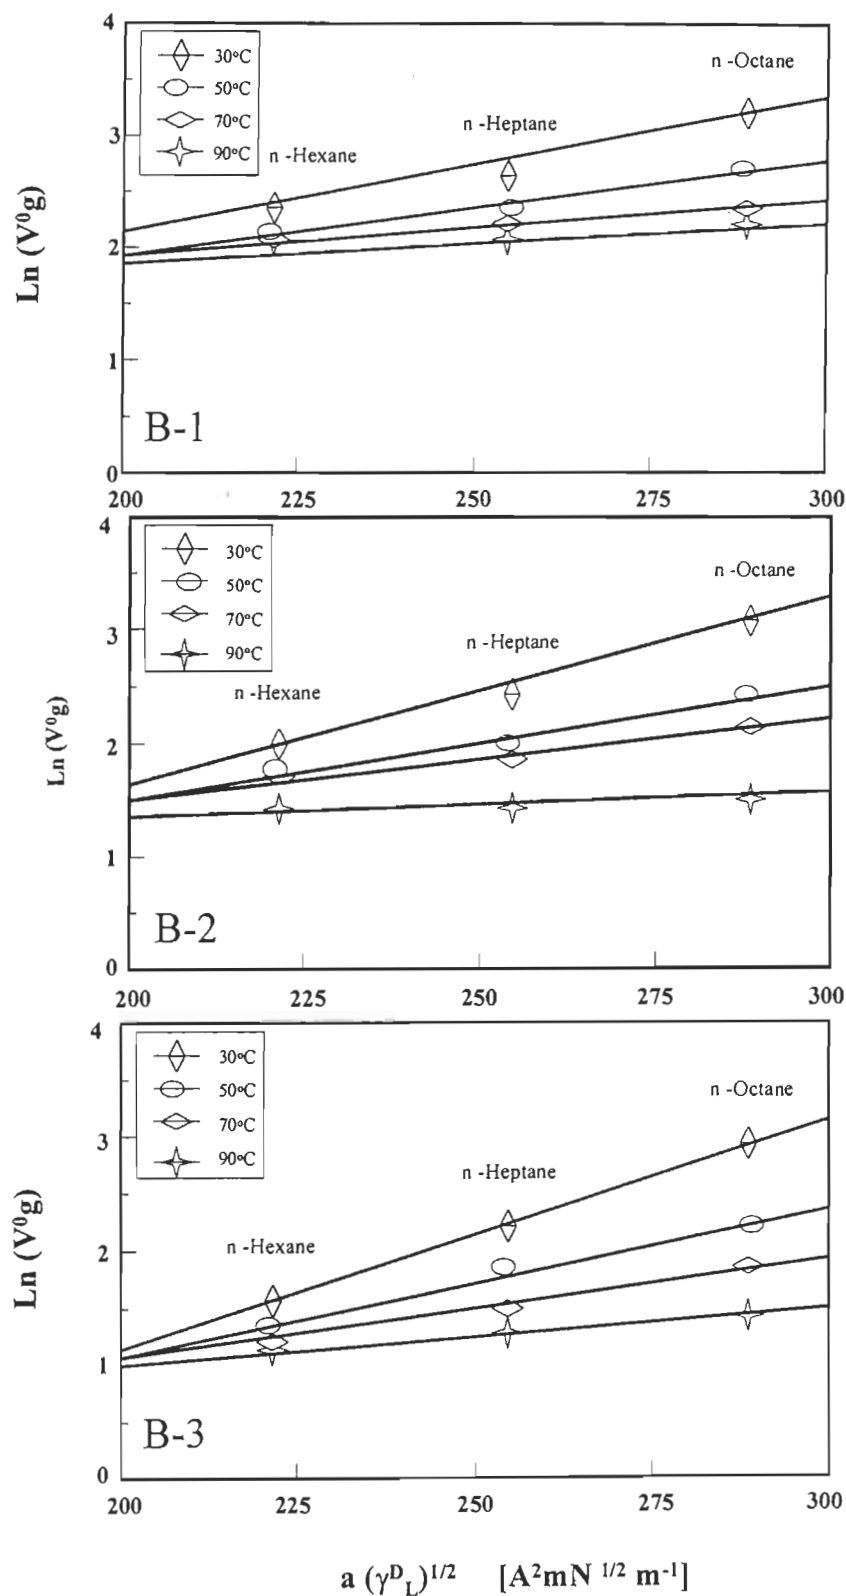 4
30°C
50°C
70°C
90°C
n -Hexane
n -Heptane
n -Octane
3
2
1
0
Ln (V⁰g)
B-1
200
225
250
275
300
4
30°C
50°C
70°C
90°C
n -Hexane
n -Heptane
n -Octane
3
2
1
0
Ln (V⁰g)
B-2
200
225
250
275
300
4
30°C
50°C
70°C
90°C
n -Hexane
n -Heptane
n -Octane
3
2
1
0
Ln (V⁰g)
B-3
200
225
250
275
300
a (γᴰ_L)¹/² [A²mN ¹/² m⁻¹]